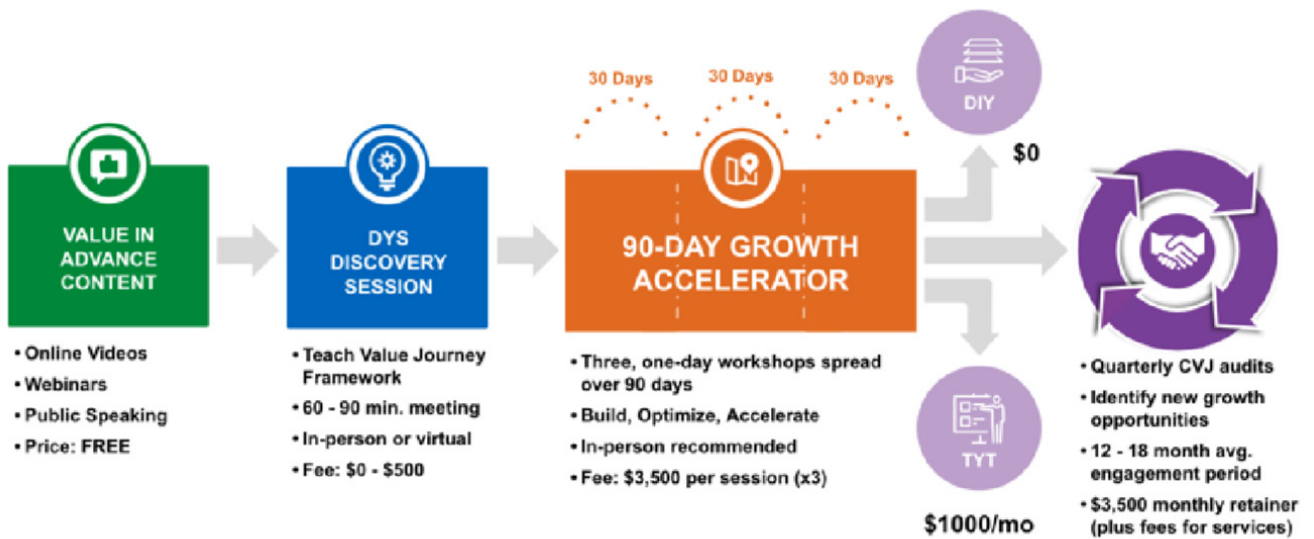 VALUE IN
ADVANCE
CONTENT
• Online Videos
• Webinars
• Public Speaking
• Price: FREE
DYS
DISCOVERY
SESSION
• Teach Value Journey
Framework
• 60 - 90 min. meeting
• In-person or virtual
• Fee: $0 - $500
30 Days
30 Days
30 Days
90-DAY GROWTH
ACCELERATOR
• Three, one-day workshops spread
over 90 days
• Build, Optimize, Accelerate
• In-person recommended
• Fee: $3,500 per session (x3)
DIY
$0
TYT
$1000/mo
• Quarterly CVJ audits
• Identify new growth
opportunities
• 12 - 18 month avg.
engagement period
• $3,500 monthly retainer
(plus fees for services)